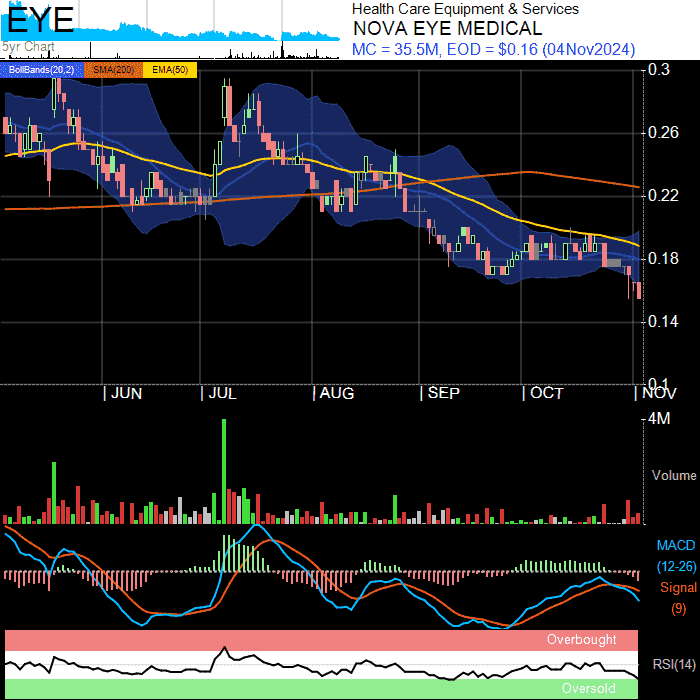 EYE
5yr Chart
Health Care Equipment & Services
NOVA EYE MEDICAL
MC = 35.5M, EOD = $0.16 (04Nov2024)
BollBands(20,2) SMA(200) EMA(50)
0.3
0.26
0.22
0.18
0.14
0.1
JUN JUL AUG SEP OCT NOV
4M
Volume
MACD
(12-26)
Signal
(9)
Overbought
RSI(14)
Oversold